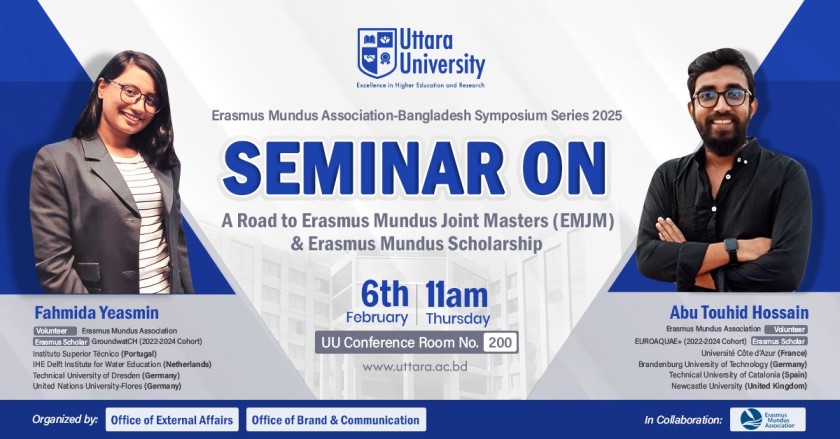 Uttara
University
Excellence in Higher Education and Research
Erasmus Mundus Association-Bangladesh Symposium Series 2025
SEMINAR ON
A Road to Erasmus Mundus Joint Masters (EMJM)
& Erasmus Mundus Scholarship
6th 11am
February Thursday
UU Conference Room No. 200
www.uttara.ac.bd
Fahmida Yeasmin
Volunteer Erasmus Mundus Association
Erasmus Scholar GroundwatCH (2022-2024 Cohort)
Instituto Superior Técnico (Portugal)
IHE Delft Institute for Water Education (Netherlands)
Technical University of Dresden (Germany)
United Nations University-Flores (Germany)
Abu Touhid Hossain
Erasmus Mundus Association Volunteer
EUROAQUAE+ (2022-2024 Cohort) Erasmus Scholar
Université Côte d'Azur (France)
Brandenburg University of Technology (Germany)
Technical University of Catalonia (Spain)
Newcastle University (United Kingdom)
Organized by: Office of External Affairs Office of Brand & Communication
In Collaboration:
Erasmus
Mundus
Association